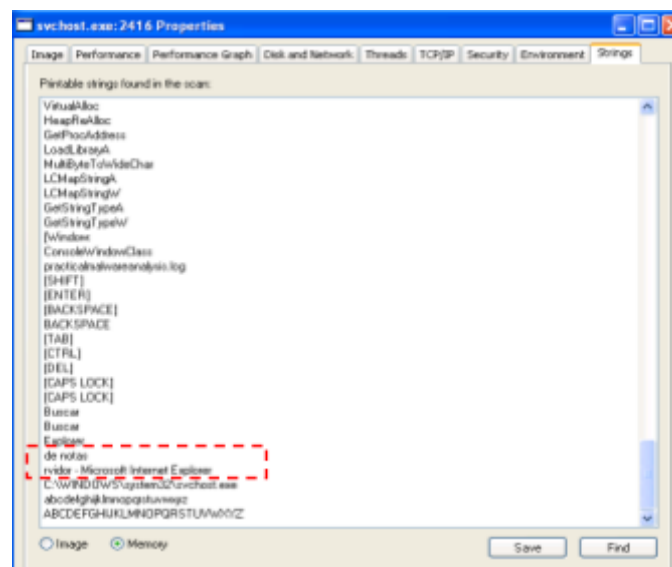 svchost.exe:2416 Properties
Image Performance Performance Graph Disk and Network Threads TCP/IP Security Environment Strings
Printable strings found in the scan:
VirtualAlloc
HeapReAlloc
GetProcAddress
LoadLibraryA
MultiByteToWideChar
LCMapStringA
LCMapStringW
GetStringTypeA
GetStringTypeW
[Window:
ConsoleWindowClass
practicalmalwareanalysis.log
[SHIFT]
[ENTER]
[BACKSPACE]
BACKSPACE
[TAB]
[CTRL]
[DEL]
[CAPS LOCK]
[CAPS LOCK]
Buscar
Buscar
Explorer
de notas
rvidor - Microsoft Internet Explorer
C:\WINDOWS\system32\svchost.exe
abcdefghijklmnopqrstuvwxyz
ABCDEFGHIJKLMNOPQRSTUVWXYZ
Image Memory Save Find